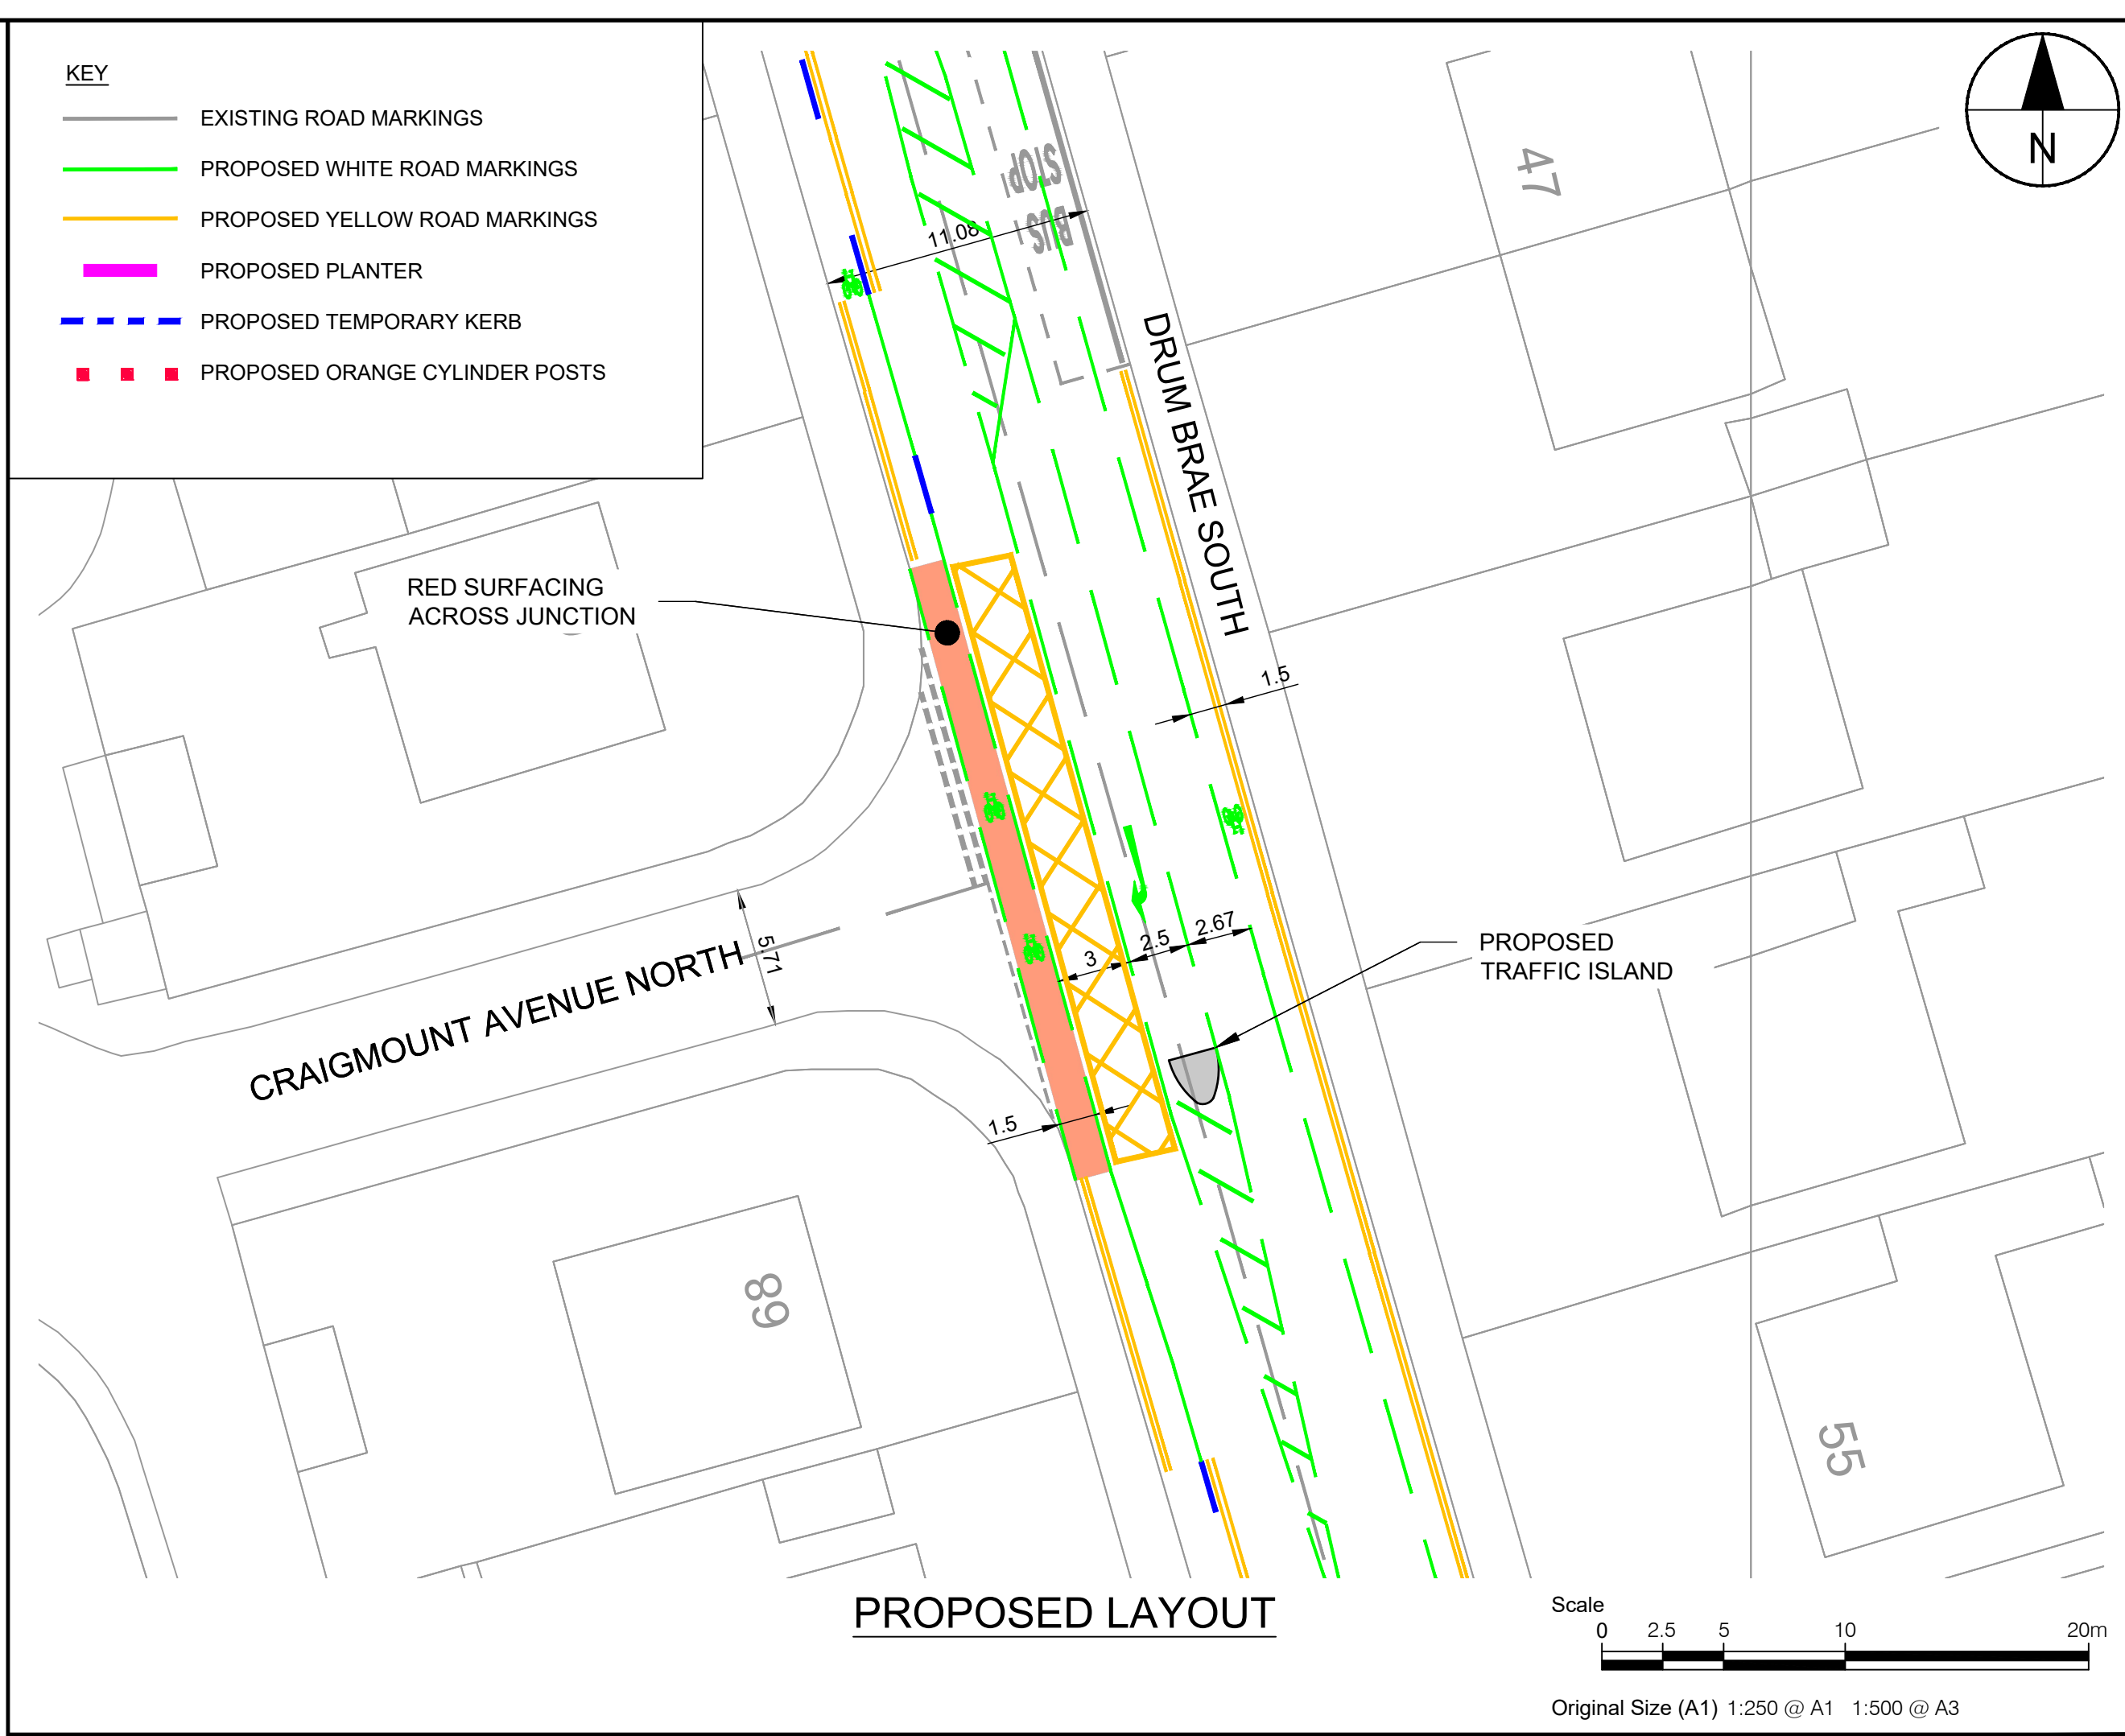 KEY
EXISTING ROAD MARKINGS
PROPOSED WHITE ROAD MARKINGS
PROPOSED YELLOW ROAD MARKINGS
PROPOSED PLANTER
PROPOSED TEMPORARY KERB
PROPOSED ORANGE CYLINDER POSTS
N
47
BUS
STOP
11.08
DRUM BRAE SOUTH
RED SURFACING
ACROSS JUNCTION
1.5
2.67
2.5
3
PROPOSED
TRAFFIC ISLAND
5.71
CRAIGMOUNT AVENUE NORTH
1.5
89
55
PROPOSED LAYOUT
Scale
0 2.5 5 10 20m
Original Size (A1) 1:250 @ A1 1:500 @ A3